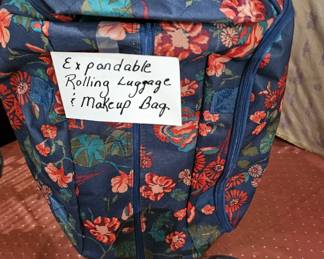 Expandable
Rolling Luggage
& Makeup Bag